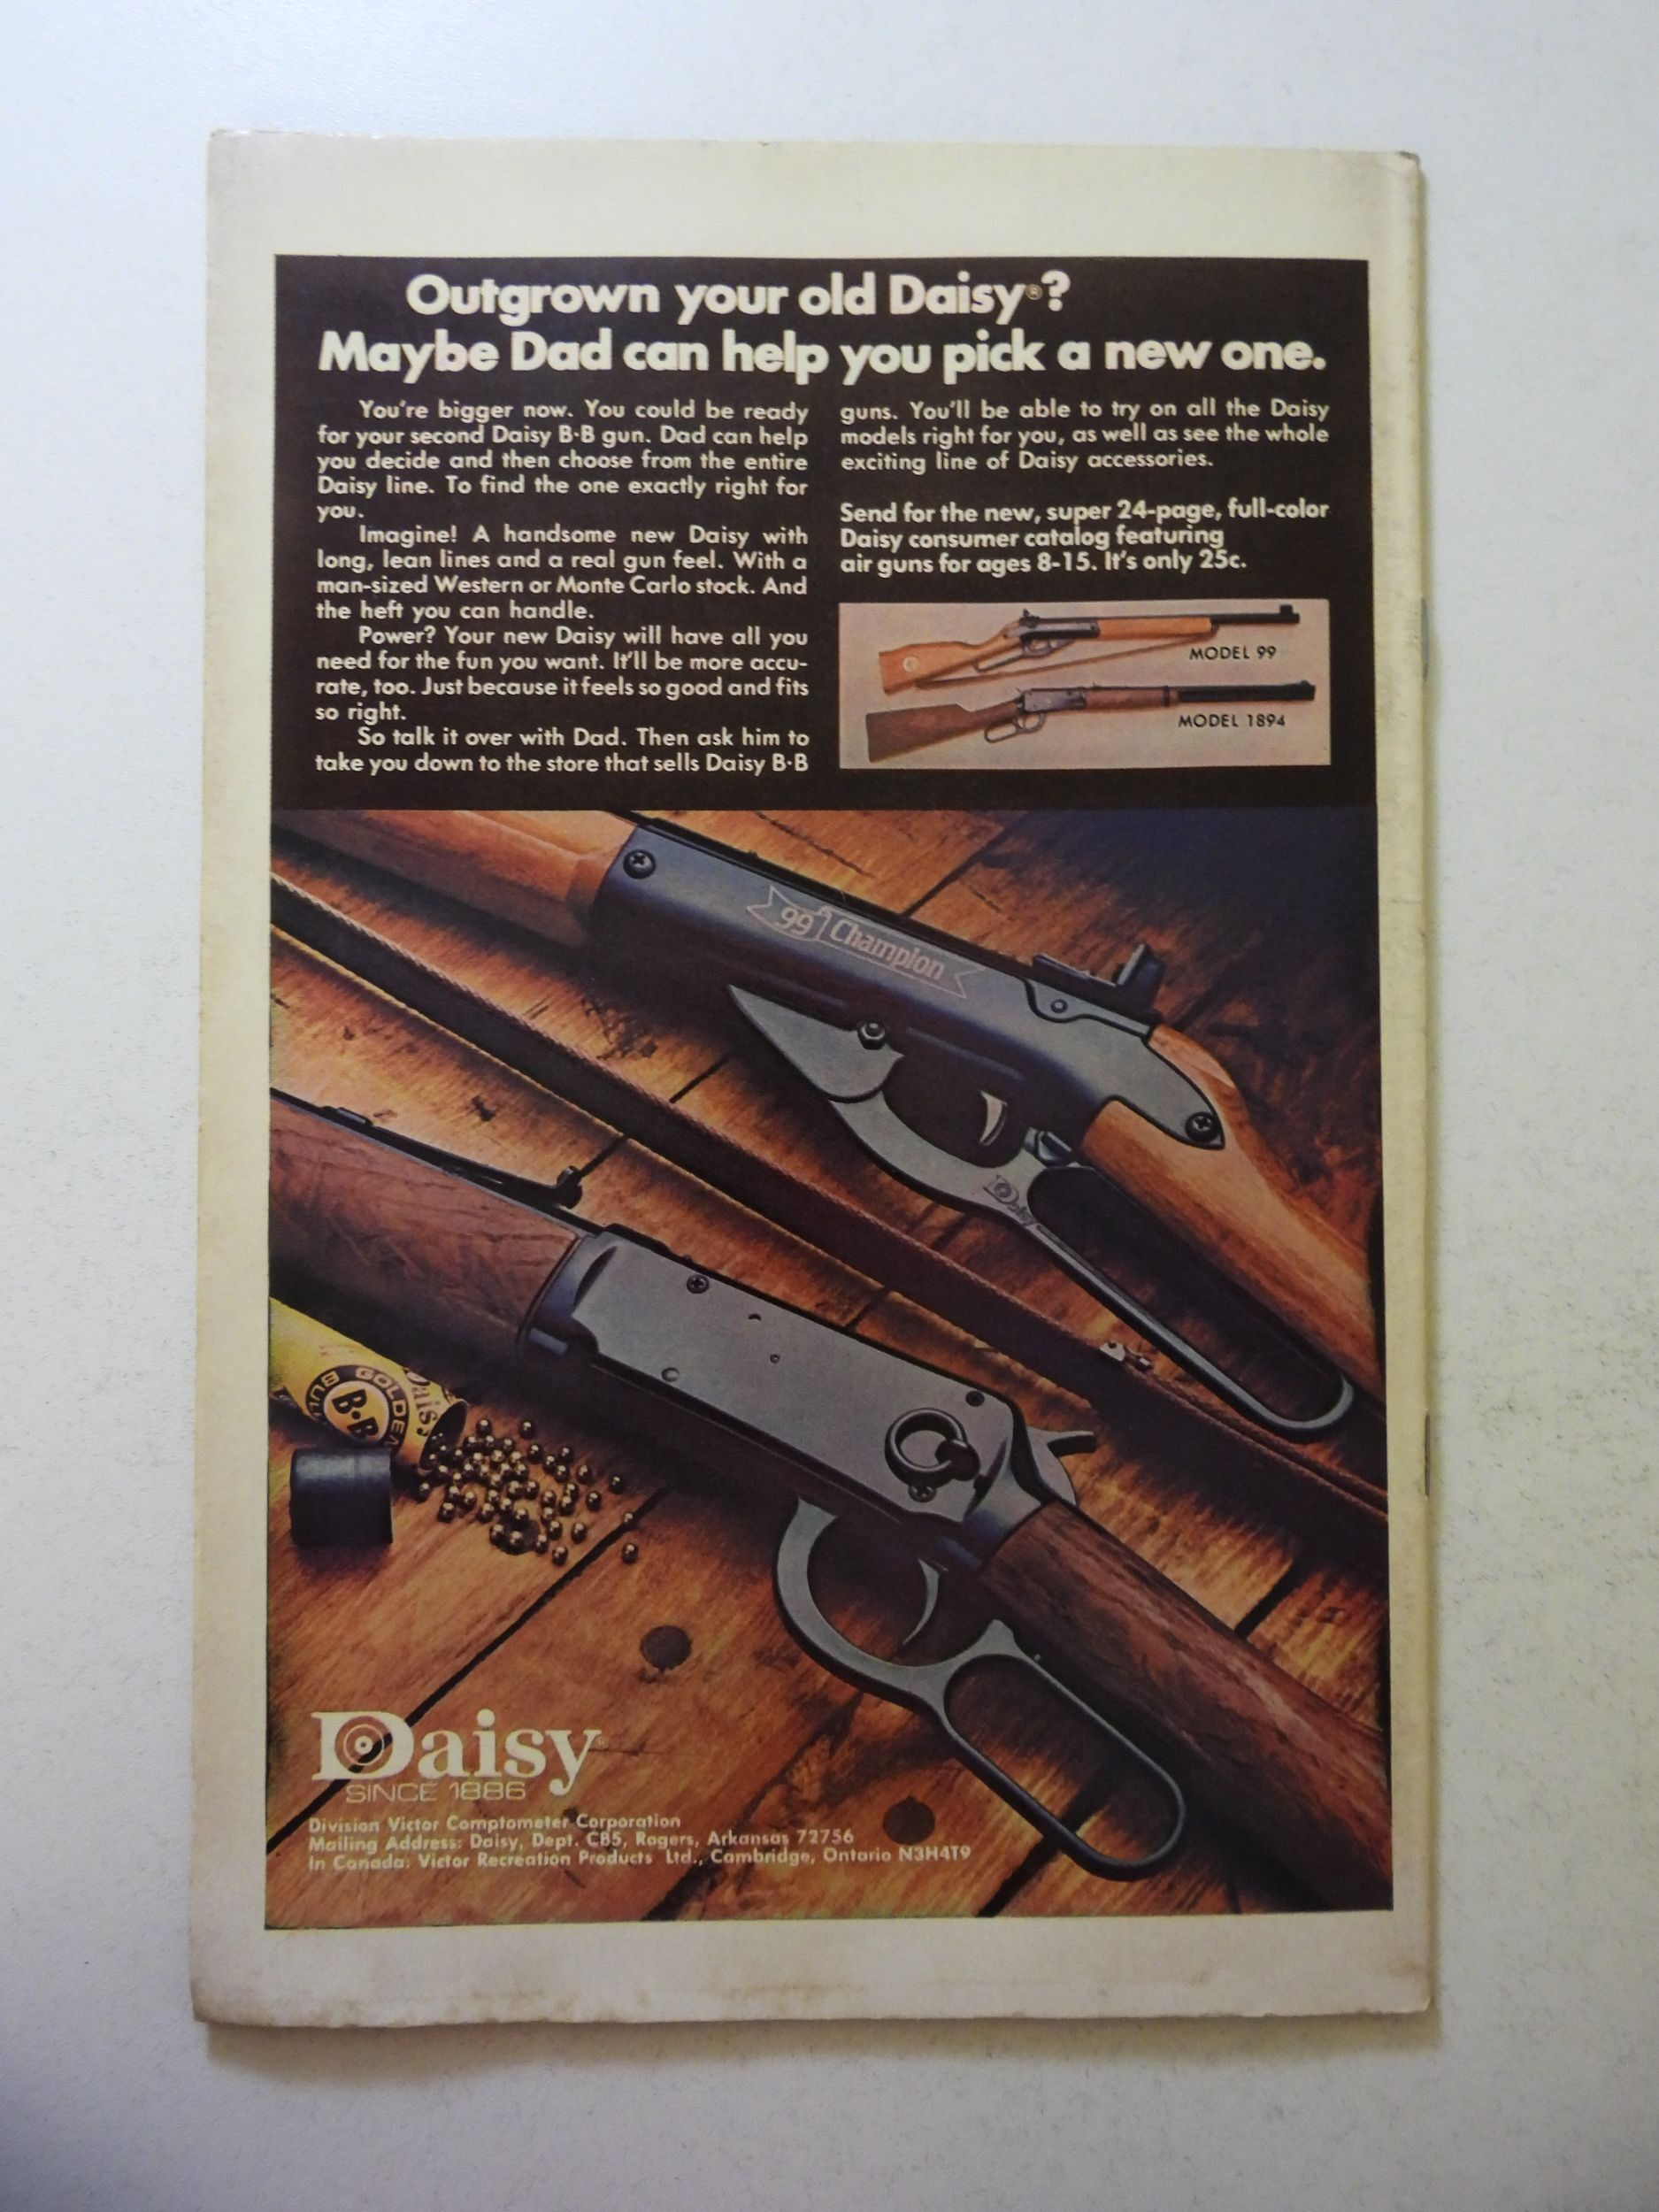 Outgrown your old Daisy®?
Maybe Dad can help you pick a new one.
You're bigger now. You could be ready
for your second Daisy B·B gun. Dad can help
you decide and then choose from the entire
Daisy line. To find the one exactly right for
you.
Imagine! A handsome new Daisy with
long, lean lines and a real gun feel. With a
man-sized Western or Monte Carlo stock. And
the heft you can handle.
Power? Your new Daisy will have all you
need for the fun you want. It'll be more accu-
rate, too. Just because it feels so good and fits
so right.
So talk it over with Dad. Then ask him to
take you down to the store that sells Daisy B·B
guns. You'll be able to try on all the Daisy
models right for you, as well as see the whole
exciting line of Daisy accessories.
Send for the new, super 24-page, full-color
Daisy consumer catalog featuring
air guns for ages 8-15. It's only 25c.
MODEL 99
MODEL 1894
99 Champion
Daisy
Daisy
GOLDEN
B·B
Daisy
SINCE 1886
Division Victor Comptometer Corporation
Mailing Address: Daisy, Dept. CB5, Rogers, Arkansas 72756
In Canada: Victor Recreation Products Ltd., Cambridge, Ontario N3H4T9